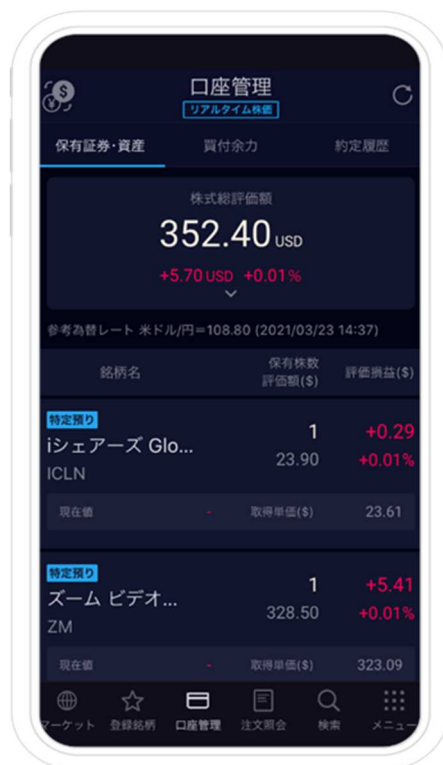 口座管理
リアルタイム株価
保有証券・資産 買付余力 約定履歴
株式総評価額
352.40 USD
+5.70 USD +0.01%
参考為替レート 米ドル/円=108.80 (2021/03/23 14:37)
銘柄名 保有株数 評価額($) 評価損益($)
特定預り
iシェアーズ Glo... 1 +0.29
ICLN 23.90 +0.01%
現在値 - 取得単価($) 23.61
特定預り
ズーム ビデオ... 1 +5.41
ZM 328.50 +0.01%
現在値 - 取得単価($) 323.09
マーケット 登録銘柄 口座管理 注文照会 検索 メニュー